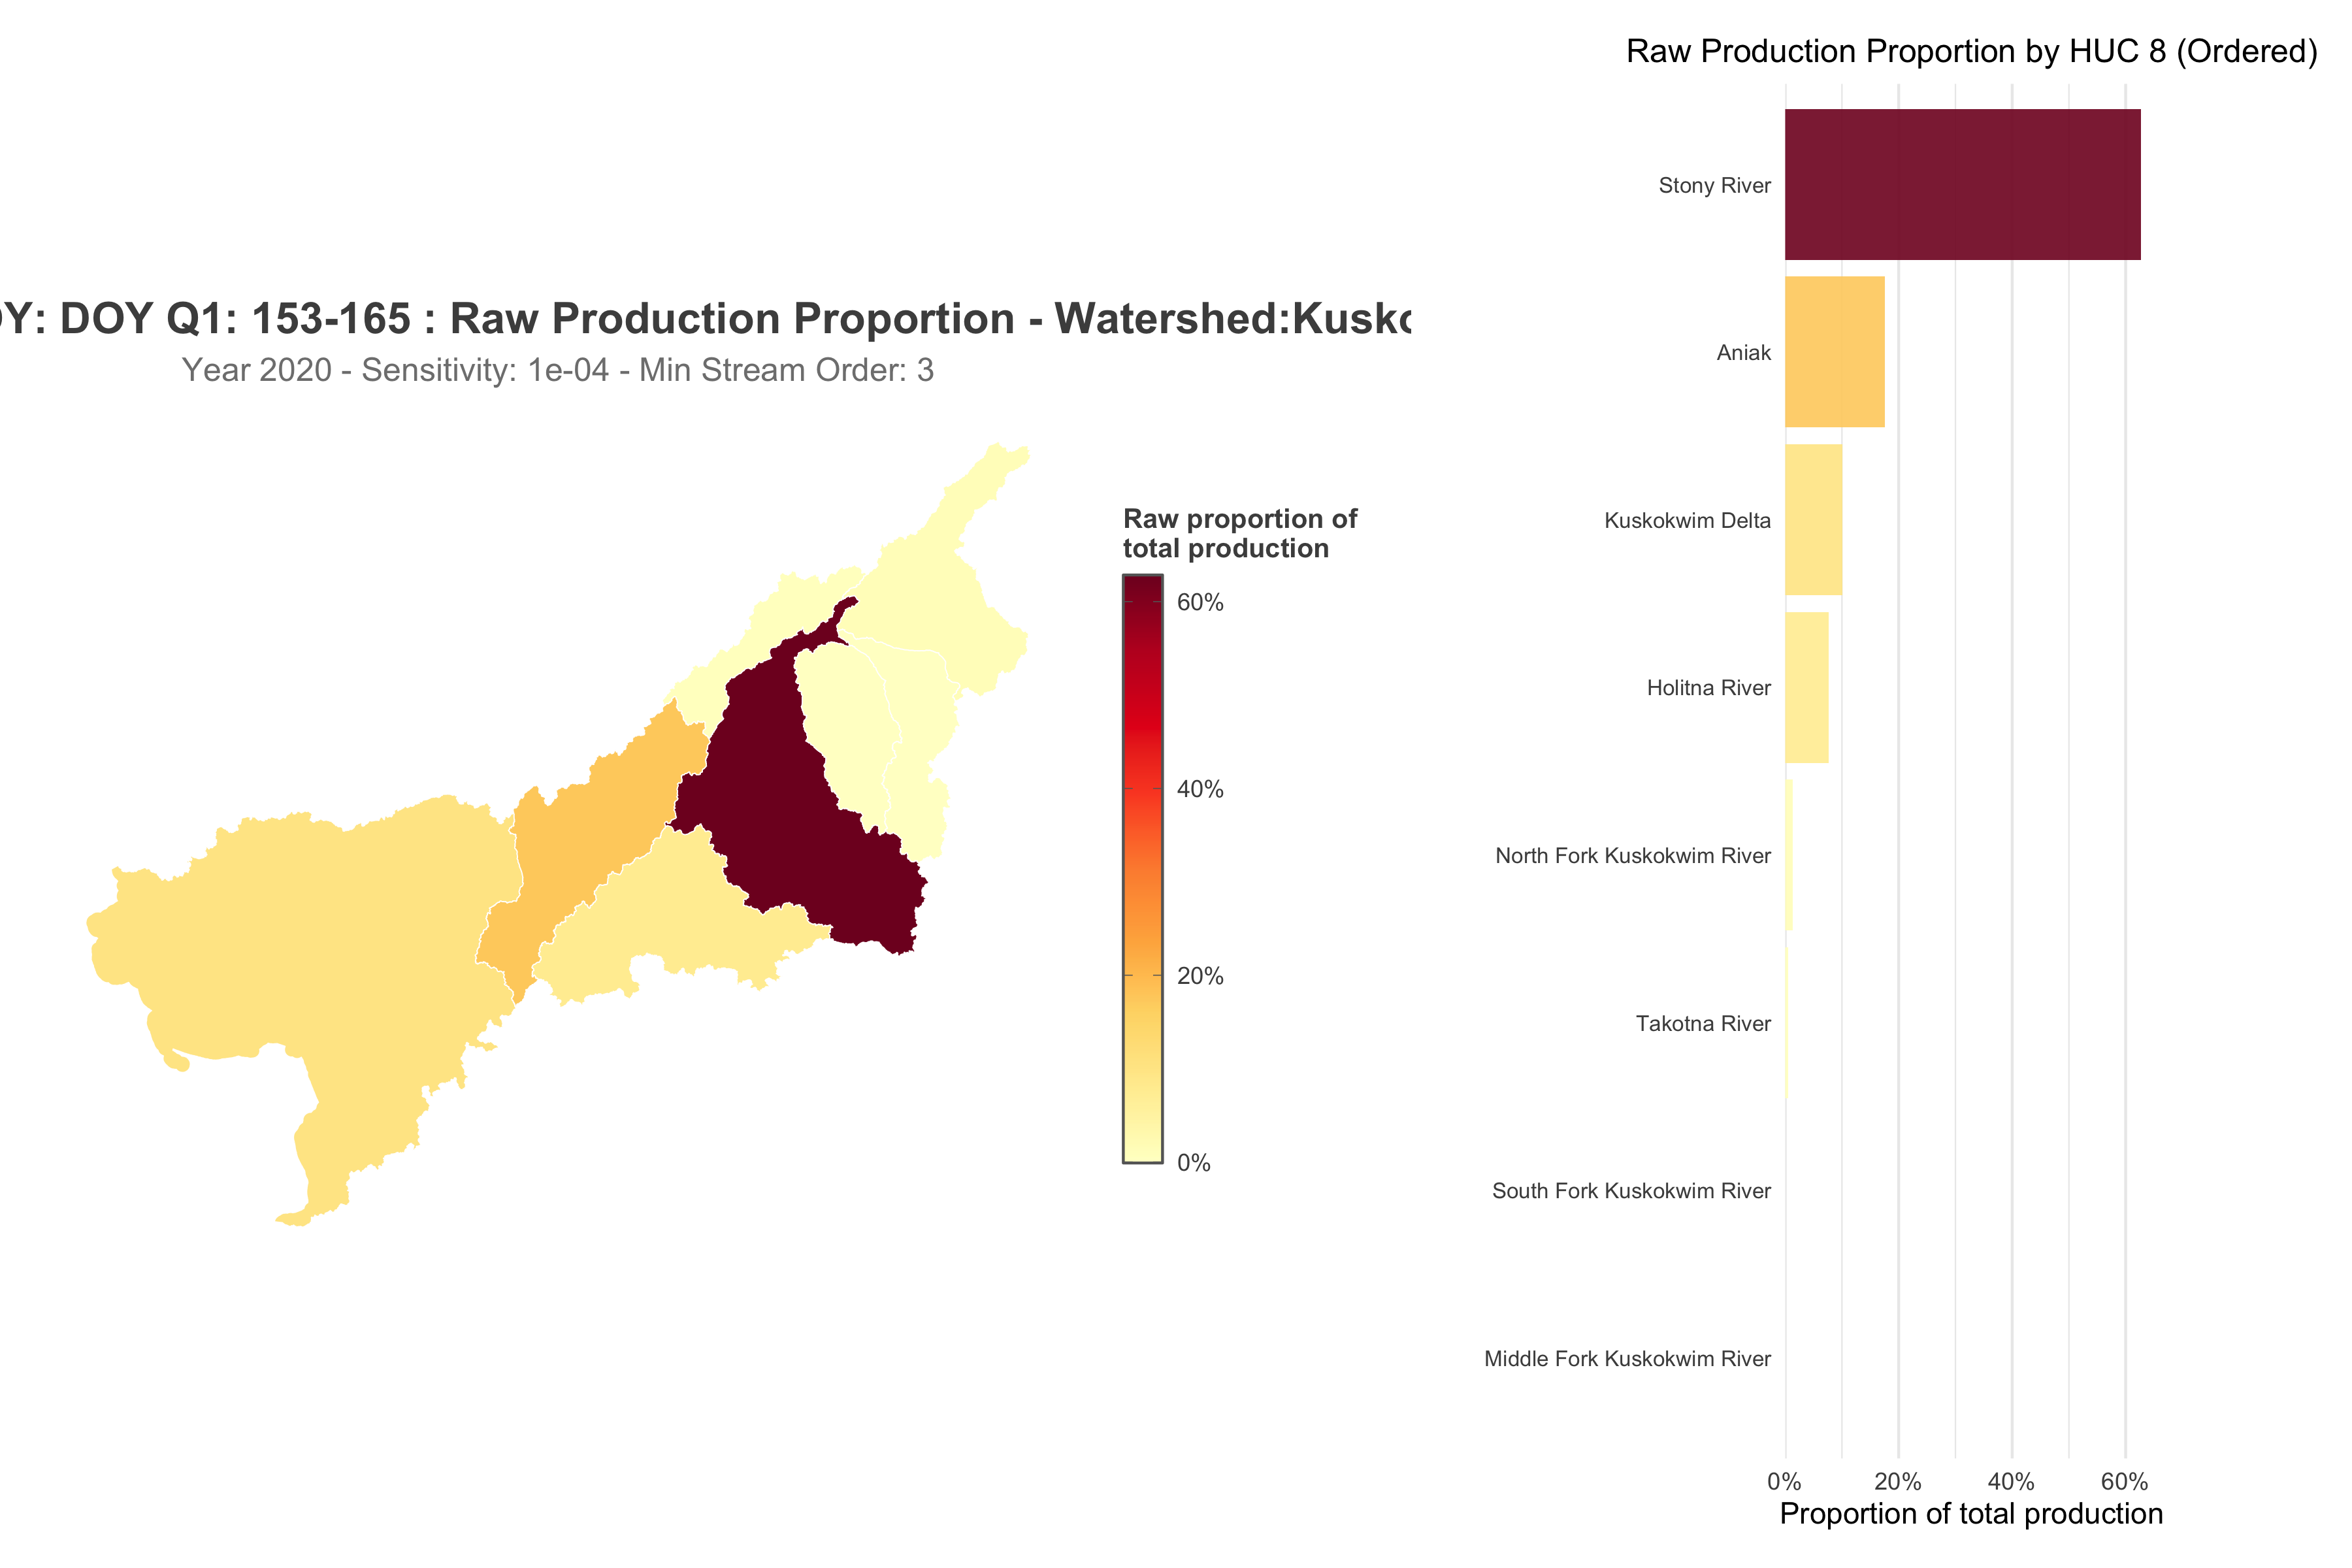 Raw Production Proportion by HUC 8 (Ordered)
Y: DOY Q1: 153-165 : Raw Production Proportion - Watershed:Kusko
Year 2020 - Sensitivity: 1e-04 - Min Stream Order: 3
Raw proportion of
total production
60%
40%
20%
0%
Stony River
Aniak
Kuskokwim Delta
Holitna River
North Fork Kuskokwim River
Takotna River
South Fork Kuskokwim River
Middle Fork Kuskokwim River
0% 20% 40% 60%
Proportion of total production